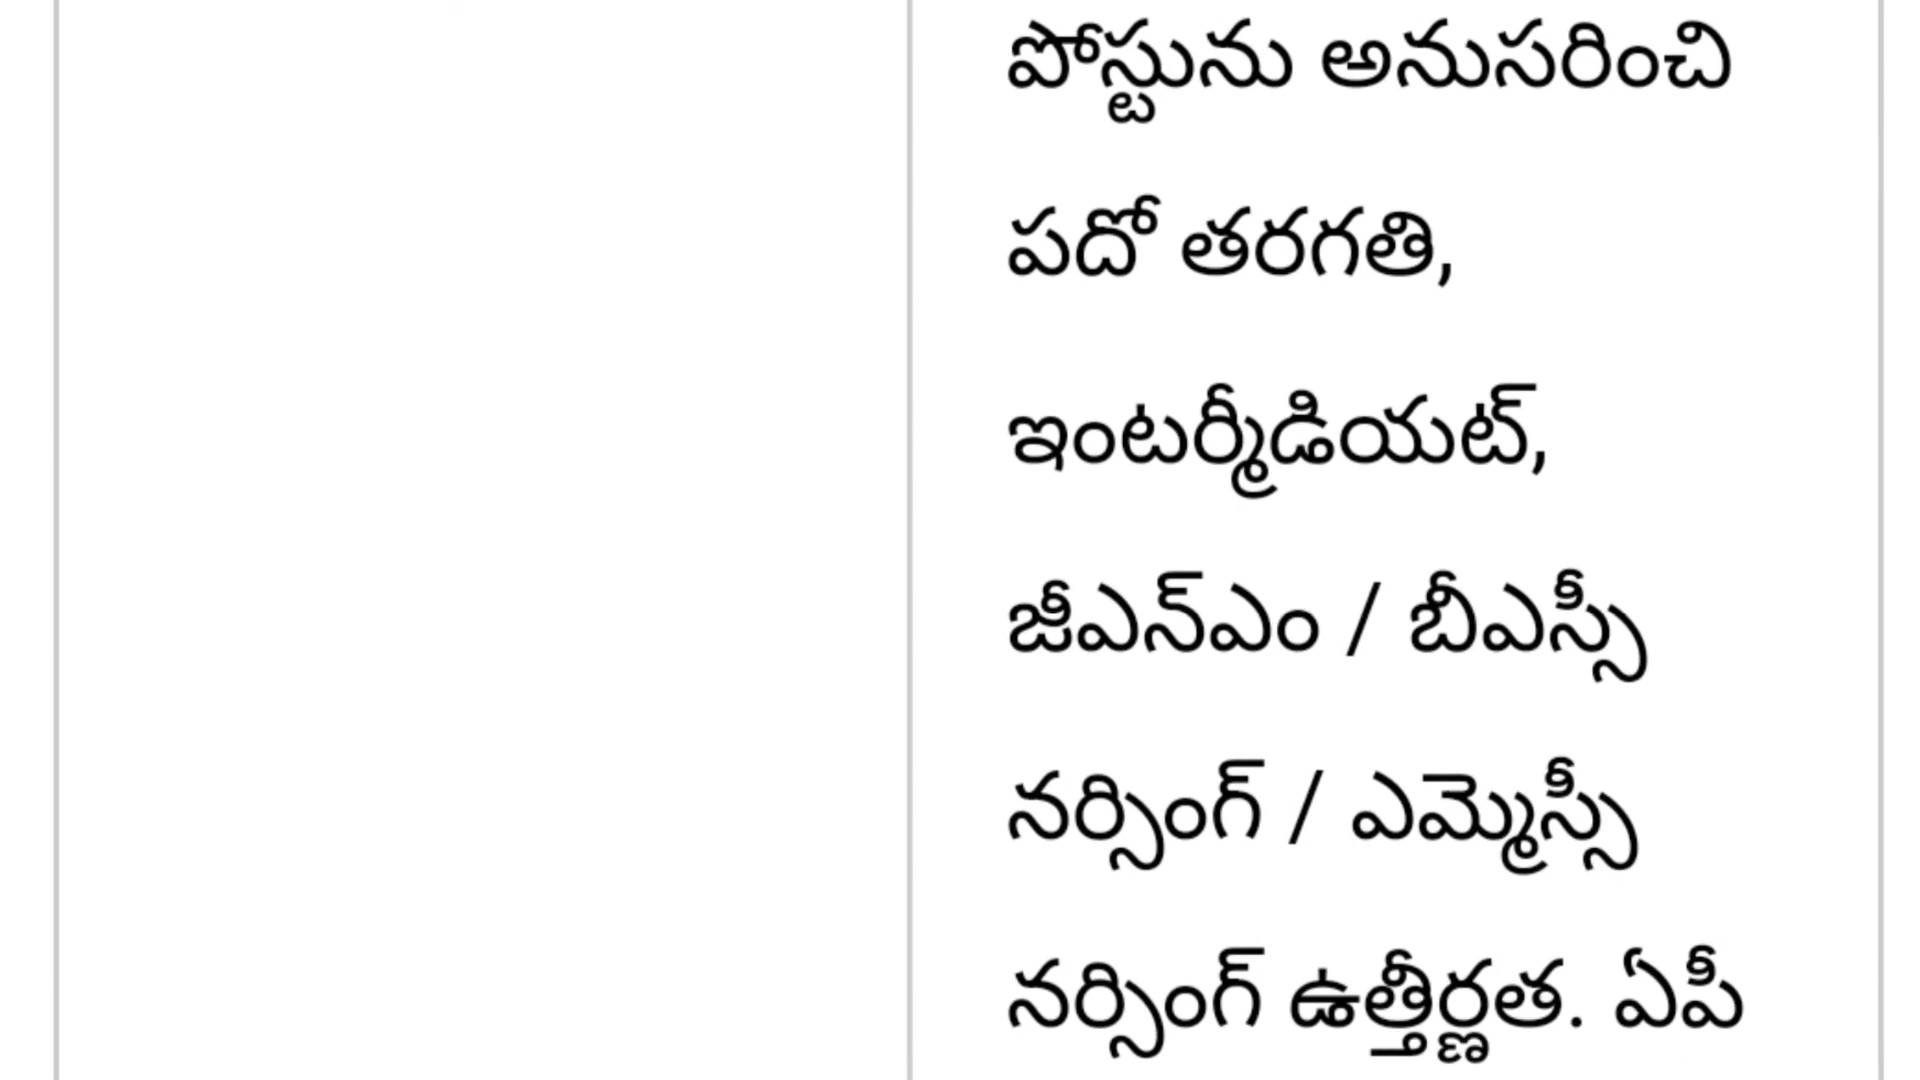 పోస్టును అనుసరించి
పదో తరగతి,
ఇంటర్మీడియట్,
జీఎన్ఎం / బీఎస్సీ
నర్సింగ్ / ఎమ్మెస్సీ
నర్సింగ్ ఉత్తీర్ణత. ఏపీ